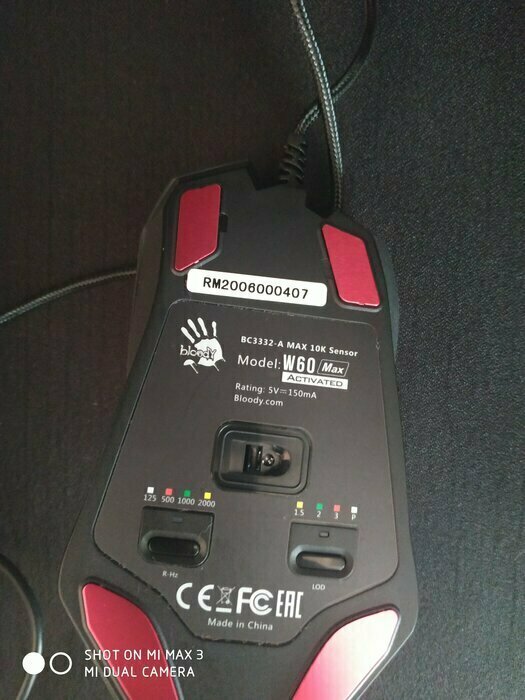 RM2006000407
bloody
BC3332-A MAX 10K Sensor
Model: W60 Max
ACTIVATED
Rating: 5V⎓150mA
Bloody.com
125 500 1000 2000
1.5 2 3 P
R-Hz
LOD
CE FC EAC
Made in China
SHOT ON MI MAX 3
MI DUAL CAMERA